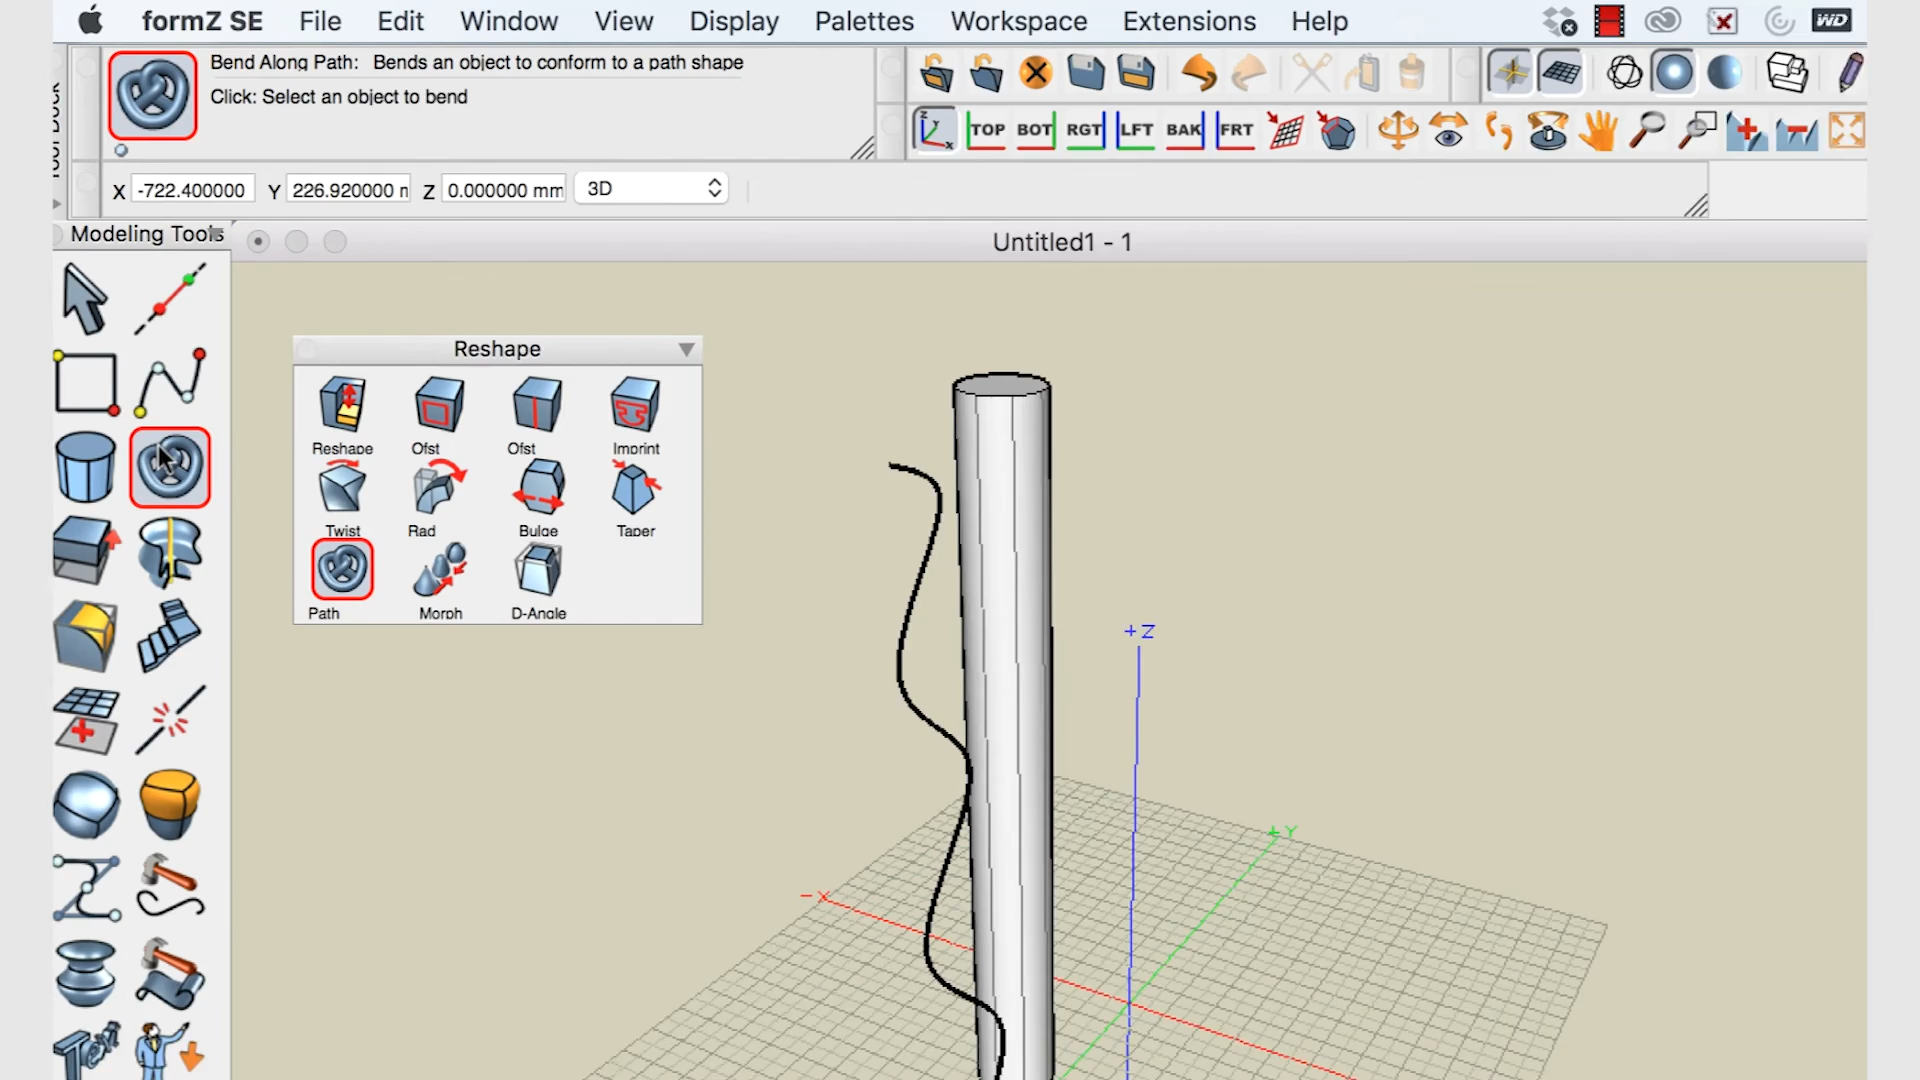 formZ SE File Edit Window View Display Palettes Workspace Extensions Help WD
Bend Along Path: Bends an object to conform to a path shape
Click: Select an object to bend
TOP BOT RGT LFT BAK FRT
X -722.400000 Y 226.920000 Z 0.000000 mm 3D
Modeling Tools
Untitled1 - 1
Reshape
Reshape Ofst Ofst Imprint
Twist Rad Bulge Taper
Path Morph D-Angle
+Z
+Y
-X
Text